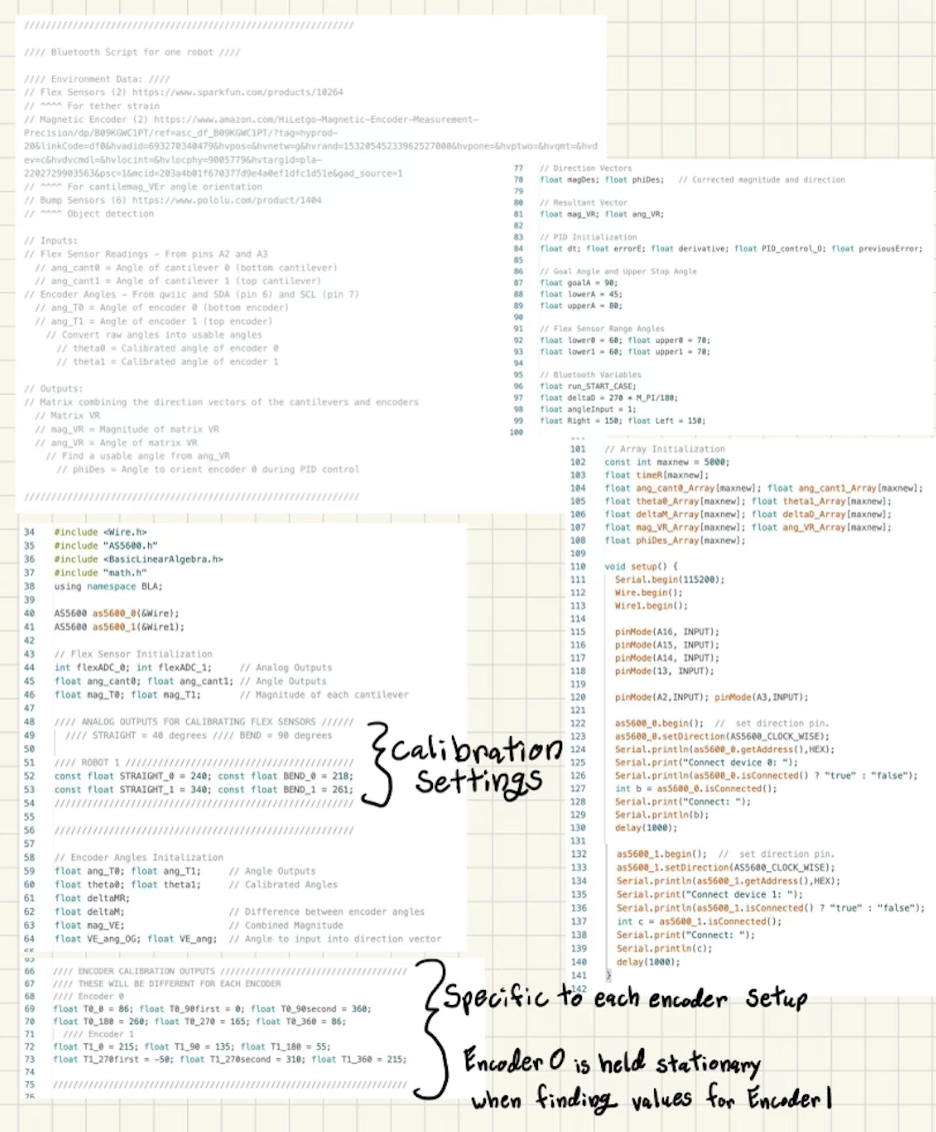 ////////////////////////////////////////////////////////////
//// Bluetooth Script for one robot ////
//// Environment Data: ////
// Flex Sensors (2) https://www.sparkfun.com/products/10264
// ^^^^ For tether strain
// Magnetic Encoder (2) https://www.amazon.com/HiLetgo-Magnetic-Encoder-Measurement-
Precision/dp/B09KGWC1PT/ref=asc_df_B09KGWC1PT/?tag=hyprod-
20&linkCode=df0&hvadid=693270340479&hvpos=&hvnetw=g&hvrand=15320545233962527000&hvpone=&hvptwo=&hvqmt=&hvd
ev=c&hvdvcmdl=&hvlocint=&hvlocphy=9005779&hvtargid=pla-
2202729903563&psc=1&mcid=203a4b01f670377d9e4a0ef1dfc1d51e&gad_source=1
// ^^^^ For cantilemag_VEr angle orientation
// Bump Sensors (6) https://www.pololu.com/product/1404
// ^^^^ Object detection
// Inputs:
// Flex Sensor Readings – From pins A2 and A3
// ang_cant0 = Angle of cantilever 0 (bottom cantilever)
// ang_cant1 = Angle of cantilever 1 (top cantilever)
// Encoder Angles – From qwiic and SDA (pin 6) and SCL (pin 7)
// ang_T0 = Angle of encoder 0 (bottom encoder)
// ang_T1 = Angle of encoder 1 (top encoder)
// Convert raw angles into usable angles
// theta0 = Calibrated angle of encoder 0
// theta1 = Calibrated angle of encoder 1
// Outputs:
// Matrix combining the direction vectors of the cantilevers and encoders
// Matrix VR
// mag_VR = Magnitude of matrix VR
// ang_VR = Angle of matrix VR
// Find a usable angle from ang_VR
// phiDes = Angle to orient encoder 0 during PID control
////////////////////////////////////////////////////////////
34 #include <Wire.h>
35 #include "AS5600.h"
36 #include <BasicLinearAlgebra.h>
37 #include "math.h"
38 using namespace BLA;
39
40 AS5600 as5600_0(&Wire);
41 AS5600 as5600_1(&Wire1);
42
43 // Flex Sensor Initialization
44 int flexADC_0; int flexADC_1; // Analog Outputs
45 float ang_cant0; float ang_cant1; // Angle Outputs
46 float mag_T0; float mag_T1; // Magnitude of each cantilever
47
48 //// ANALOG OUTPUTS FOR CALIBRATING FLEX SENSORS //////
49 //// STRAIGHT = 40 degrees //// BEND = 90 degrees
50
51 //// ROBOT 1 ////////////////////////////////////
52 const float STRAIGHT_0 = 240; const float BEND_0 = 218;
53 const float STRAIGHT_1 = 340; const float BEND_1 = 261;
54 //////////////////////////////////////////////////////
55
56 //////////////////////////////////////////////////////
57
58 // Encoder Angles Initalization
59 float ang_T0; float ang_T1; // Angle Outputs
60 float theta0; float theta1; // Calibrated Angles
61 float deltaMR;
62 float deltaM; // Difference between encoder angles
63 float mag_VE; // Combined Magnitude
64 float VE_ang_OG; float VE_ang; // Angle to input into direction vector
65
66 //// ENCODER CALIBRATION OUTPUTS //////////////////////////////////
67 //// THESE WILL BE DIFFERENT FOR EACH ENCODER
68 //// Encoder 0
69 float T0_0 = 86; float T0_90first = 0; float T0_90second = 360;
70 float T0_180 = 260; float T0_270 = 165; float T0_360 = 86;
71 //// Encoder 1
72 float T1_0 = 215; float T1_90 = 135; float T1_180 = 55;
73 float T1_270first = -50; float T1_270second = 310; float T1_360 = 215;
74
75 ////////////////////////////////////////////////////////////////
76
Calibration
Settings
Specific to each encoder setup
Encoder 0 is held stationary
when finding values for Encoder 1
77 // Direction Vectors
78 float magDes; float phiDes; // Corrected magnitude and direction
79
80 // Resultant Vector
81 float mag_VR; float ang_VR;
82
83 // PID Initialization
84 float dt; float errorE; float derivative; float PID_control_O; float previousError;
85
86 // Goal Angle and Upper Stop Angle
87 float goalA = 90;
88 float lowerA = 45;
89 float upperA = 80;
90
91 // Flex Sensor Range Angles
92 float lower0 = 60; float upper0 = 70;
93 float lower1 = 60; float upper1 = 70;
94
95 // Bluetooth Variables
96 float run_START_CASE;
97 float deltaD = 270 * M_PI/180;
98 float angleInput = 1;
99 float Right = 150; float Left = 150;
100
101 // Array Initialization
102 const int maxnew = 5000;
103 float timeR[maxnew];
104 float ang_cant0_Array[maxnew]; float ang_cant1_Array[maxnew];
105 float theta0_Array[maxnew]; float theta1_Array[maxnew];
106 float deltaM_Array[maxnew]; float deltaD_Array[maxnew];
107 float mag_VR_Array[maxnew]; float ang_VR_Array[maxnew];
108 float phiDes_Array[maxnew];
109
110 void setup() {
111 Serial.begin(115200);
112 Wire.begin();
113 Wire1.begin();
114
115 pinMode(A16, INPUT);
116 pinMode(A15, INPUT);
117 pinMode(A14, INPUT);
118 pinMode(13, INPUT);
119
120 pinMode(A2,INPUT); pinMode(A3,INPUT);
121
122 as5600_0.begin(); // set direction pin.
123 as5600_0.setDirection(AS5600_CLOCK_WISE);
124 Serial.println(as5600_0.getAddress(),HEX);
125 Serial.print("Connect device 0: ");
126 Serial.println(as5600_0.isConnected() ? "true" : "false");
127 int b = as5600_0.isConnected();
128 Serial.print("Connect: ");
129 Serial.println(b);
130 delay(1000);
131
132 as5600_1.begin(); // set direction pin.
133 as5600_1.setDirection(AS5600_CLOCK_WISE);
134 Serial.println(as5600_1.getAddress(),HEX);
135 Serial.print("Connect device 1: ");
136 Serial.println(as5600_1.isConnected() ? "true" : "false");
137 int c = as5600_1.isConnected();
138 Serial.print("Connect: ");
139 Serial.println(c);
140 delay(1000);
141 }
142